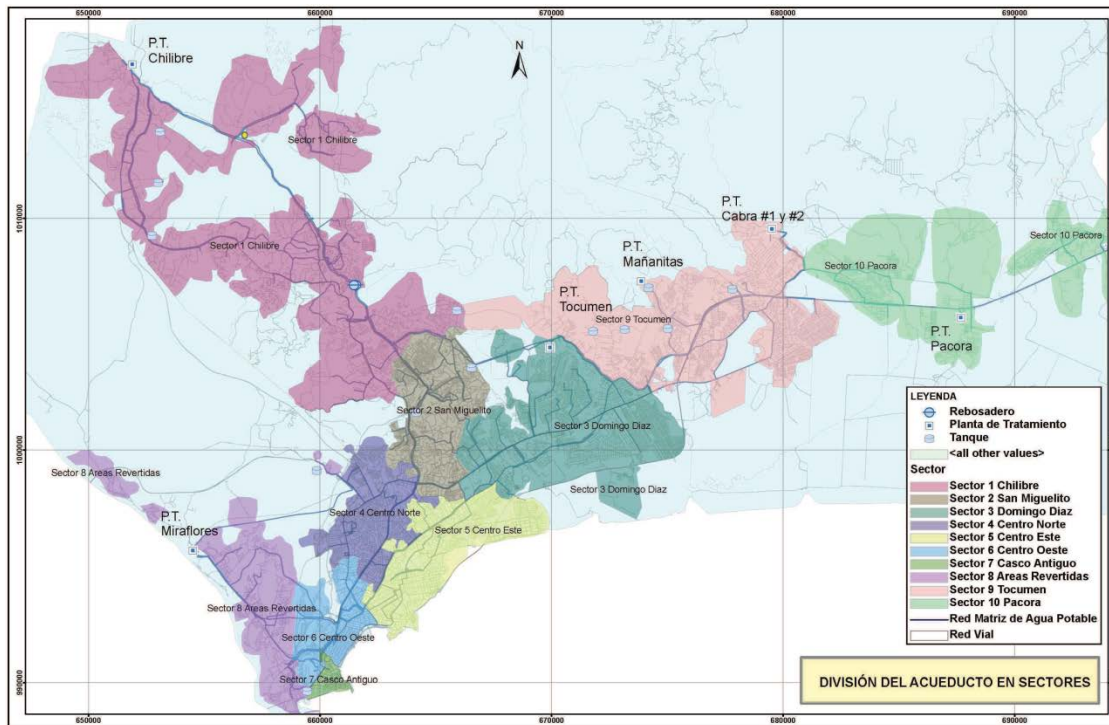 650000
660000
670000
680000
690000
P.T.
Chilibre
N
Sector 1 Chilibre
1010000
1010000
P.T.
Cabra #1 y #2
Sector 10 Pacora
Sector 1 Chilibre
P.T.
Mañanitas
Sector 10 Pacora
P.T.
Tocumen
Sector 9 Tocumen
P.T.
Pacora
Sector 2 San Miguelito
Sector 3 Domingo Diaz
1000000
1000000
Sector 8 Areas Revertidas
Sector 3 Domingo Diaz
P.T.
Miraflores
Sector 4 Centro Norte
Sector 5 Centro Este
Sector 8 Areas Revertidas
Sector 6 Centro Oeste
Sector 7 Casco Antiguo
990000
990000
LEYENDA
Rebosadero
Planta de Tratamiento
Tanque
<all other values>
Sector
Sector 1 Chilibre
Sector 2 San Miguelito
Sector 3 Domingo Diaz
Sector 4 Centro Norte
Sector 5 Centro Este
Sector 6 Centro Oeste
Sector 7 Casco Antiguo
Sector 8 Areas Revertidas
Sector 9 Tocumen
Sector 10 Pacora
Red Matriz de Agua Potable
Red Vial
DIVISIÓN DEL ACUEDUCTO EN SECTORES
650000
660000
670000
680000
690000